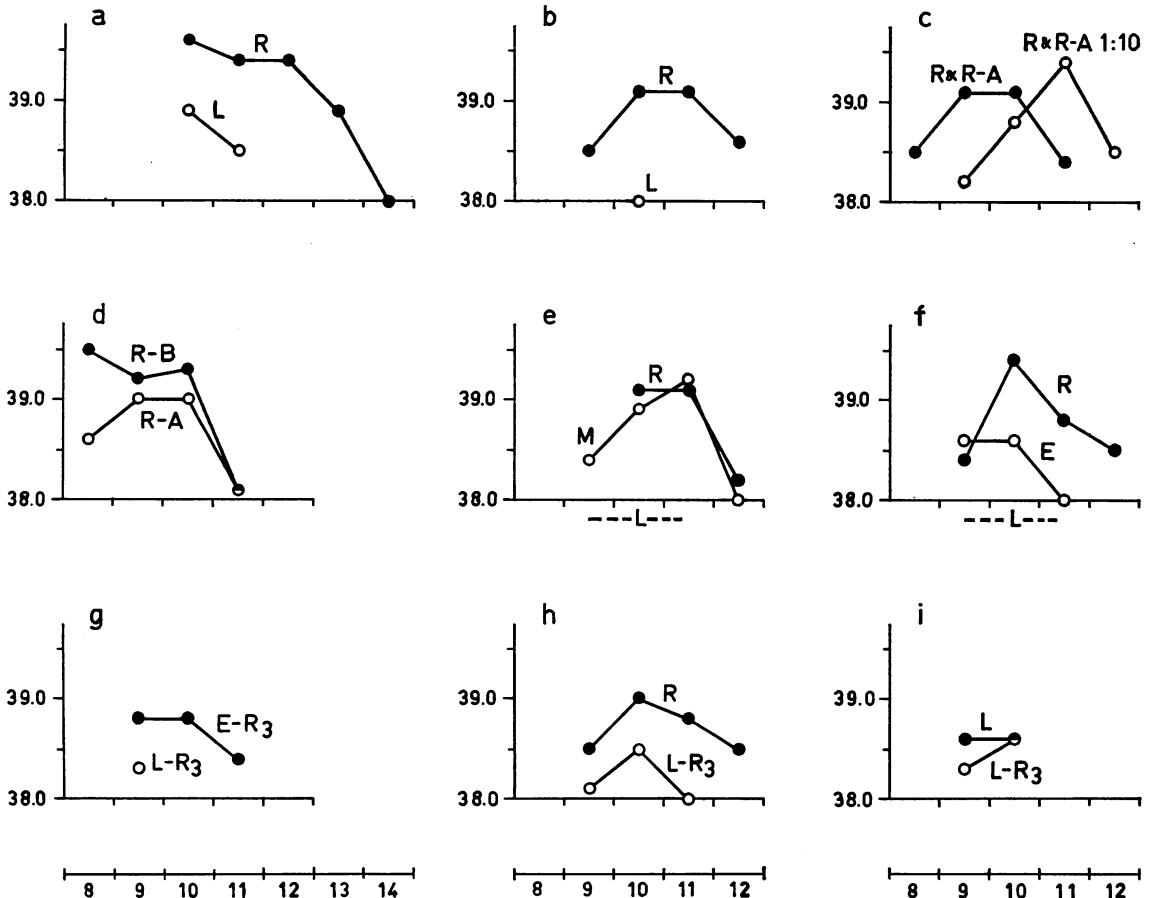 a
R
L
39.0
38.0
b
R
L
39.0
38.0
c
R&R-A 1:10
R&R-A
39.0
38.0
d
R-B
R-A
39.0
38.0
e
R
M
39.0
38.0
---L---
f
R
E
39.0
38.0
---L---
g
E-R3
L-R3
39.0
38.0
h
R
L-R3
39.0
38.0
i
L
L-R3
39.0
38.0
8 9 10 11 12 13 14
8 9 10 11 12
8 9 10 11 12